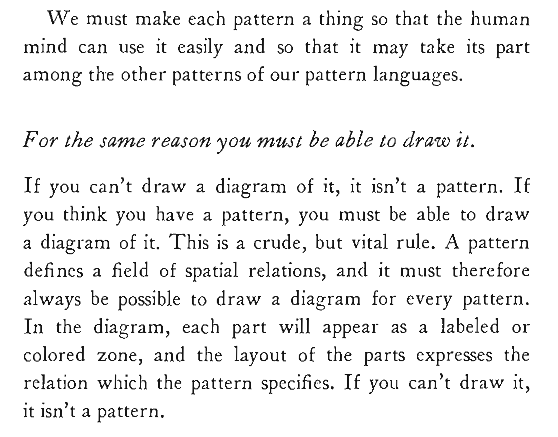 We must make each pattern a thing so that the human
mind can use it easily and so that it may take its part
among the other patterns of our pattern languages.
For the same reason you must be able to draw it.
If you can't draw a diagram of it, it isn't a pattern. If
you think you have a pattern, you must be able to draw
a diagram of it. This is a crude, but vital rule. A pattern
defines a field of spatial relations, and it must therefore
always be possible to draw a diagram for every pattern.
In the diagram, each part will appear as a labeled or
colored zone, and the layout of the parts expresses the
relation which the pattern specifies. If you can't draw it,
it isn't a pattern.